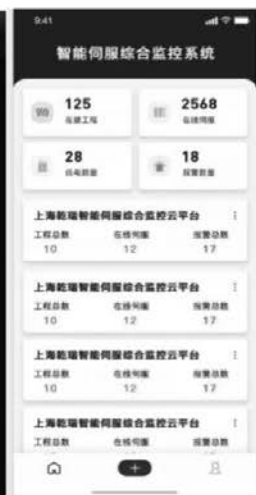 9:41
智能伺服综合监控系统
125
在建工程
2568
在线伺服
28
18
报警数量
上海乾瑞智能伺服综合监控云平台
工程总数 在线伺服 报警总数
10 12 17
上海乾瑞智能伺服综合监控云平台
工程总数 在线伺服 报警总数
10 12 17
上海乾瑞智能伺服综合监控云平台
工程总数 在线伺服 报警总数
10 12 17
上海乾瑞智能伺服综合监控云平台
工程总数 在线伺服 报警总数